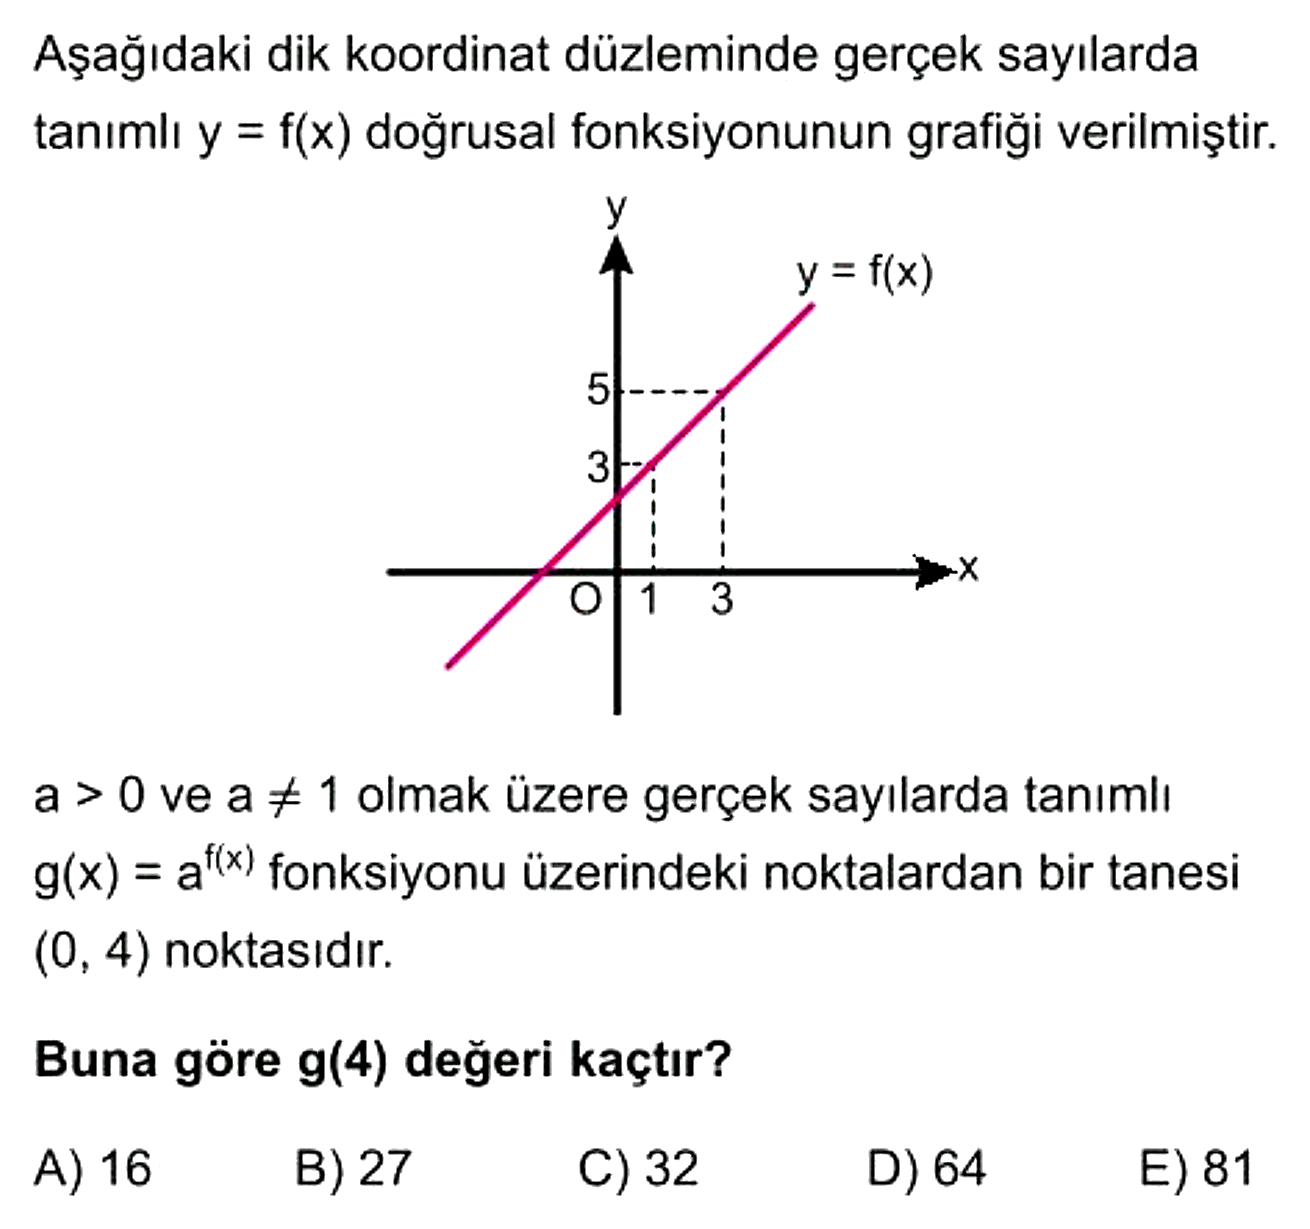 Aşağıdaki dik koordinat düzleminde gerçek sayılarda
tanımlı y = f(x) doğrusal fonksiyonunun grafiği verilmiştir.
y
y = f(x)
5
3
x
O 1 3
a > 0 ve a ≠ 1 olmak üzere gerçek sayılarda tanımlı
g(x) = a^f(x) fonksiyonu üzerindeki noktalardan bir tanesi
(0, 4) noktasıdır.
Buna göre g(4) değeri kaçtır?
A) 16 B) 27 C) 32 D) 64 E) 81